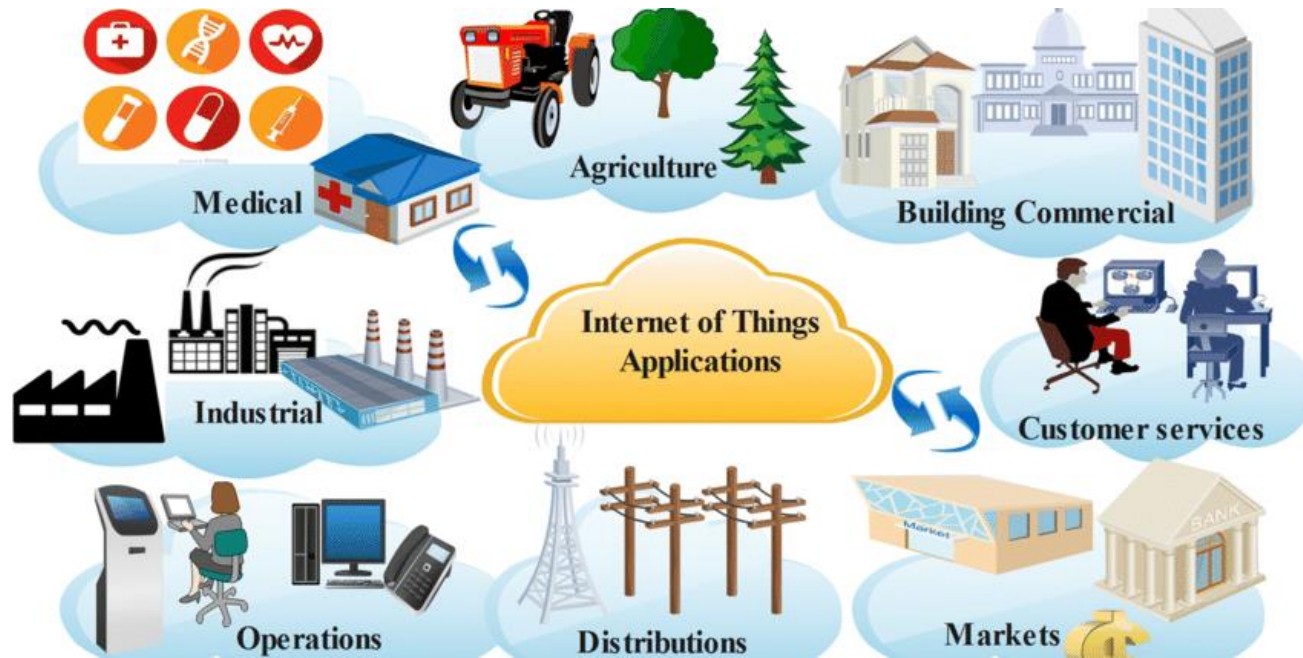 Medical
Agriculture
Building Commercial
Internet of Things
Applications
Industrial
Customer services
Operations
Distributions
Market
BANK
Markets